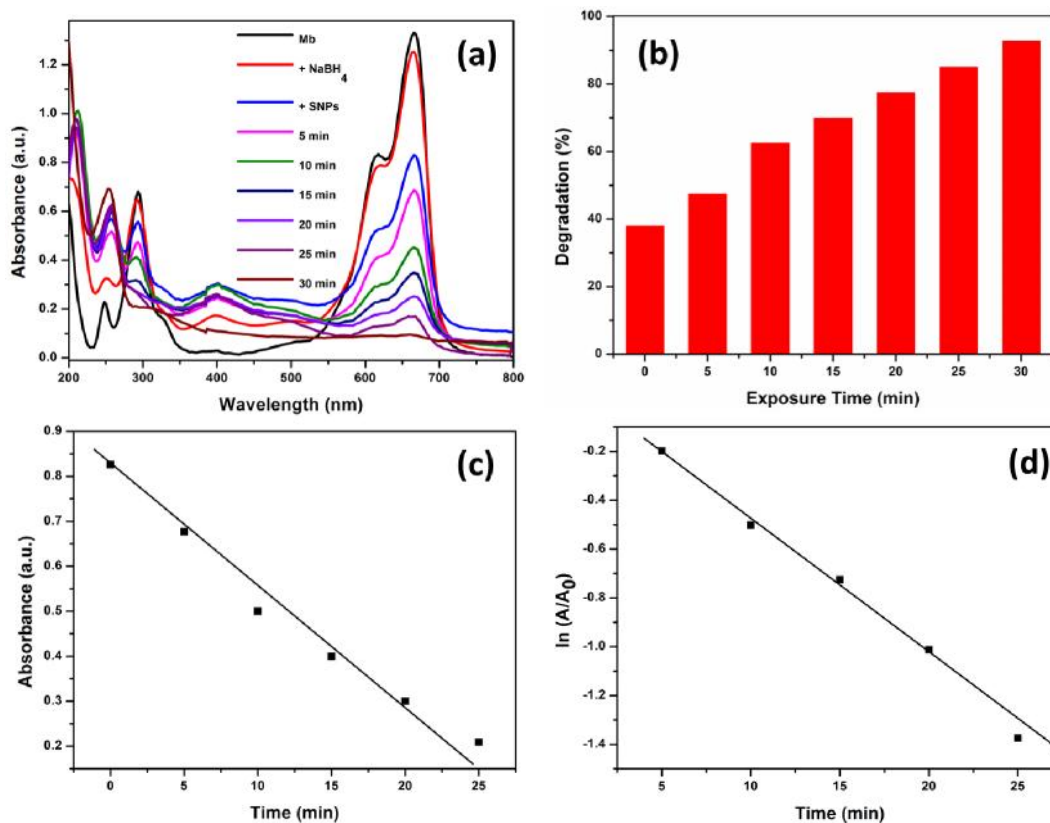 (a)
Mb
+ NaBH4
+ SNPs
5 min
10 min
15 min
20 min
25 min
30 min
Absorbance (a.u.)
1.2
1.0
0.8
0.6
0.4
0.2
0.0
200 300 400 500 600 700 800
Wavelength (nm)
(b)
Degradation (%)
100
80
60
40
20
0
0 5 10 15 20 25 30
Exposure Time (min)
(c)
Absorbance (a.u.)
0.9
0.8
0.7
0.6
0.5
0.4
0.3
0.2
0 5 10 15 20 25
Time (min)
(d)
ln (A/A0)
-0.2
-0.4
-0.6
-0.8
-1.0
-1.2
-1.4
5 10 15 20 25
Time (min)